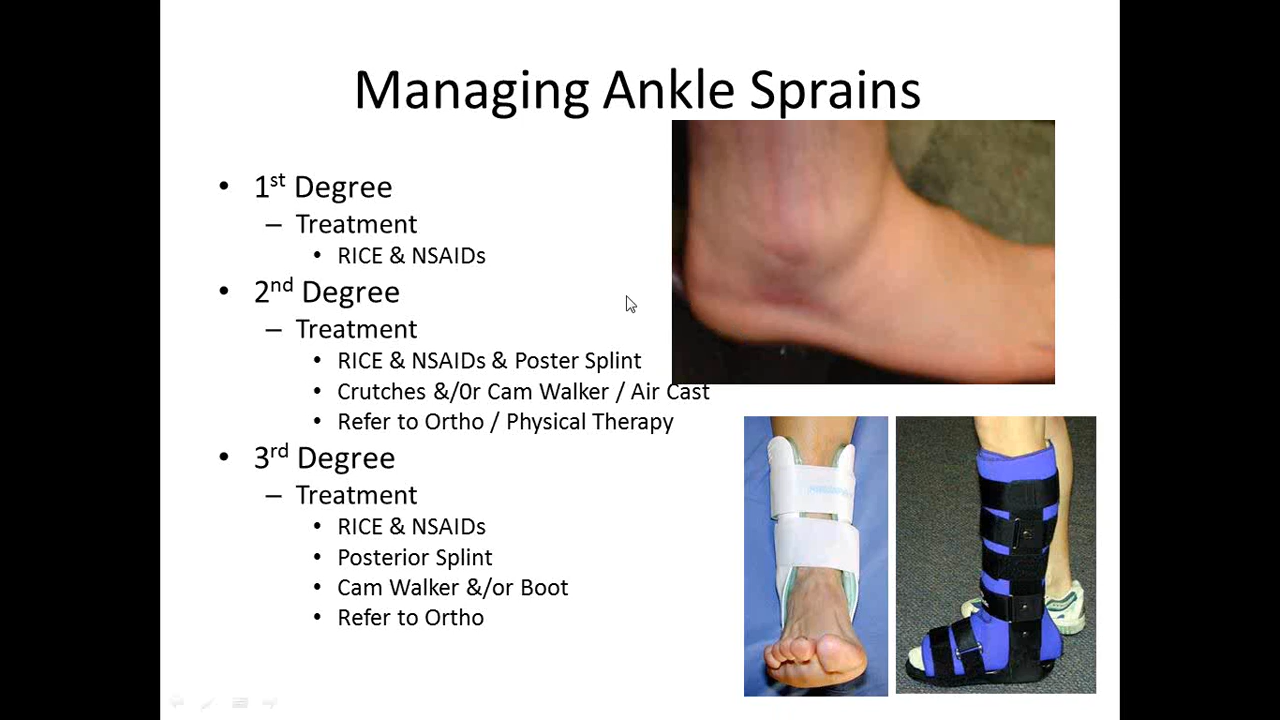 Managing Ankle Sprains
• 1st Degree
– Treatment
• RICE & NSAIDs
• 2nd Degree
– Treatment
• RICE & NSAIDs & Poster Splint
• Crutches &/0r Cam Walker / Air Cast
• Refer to Ortho / Physical Therapy
• 3rd Degree
– Treatment
• RICE & NSAIDs
• Posterior Splint
• Cam Walker &/or Boot
• Refer to Ortho